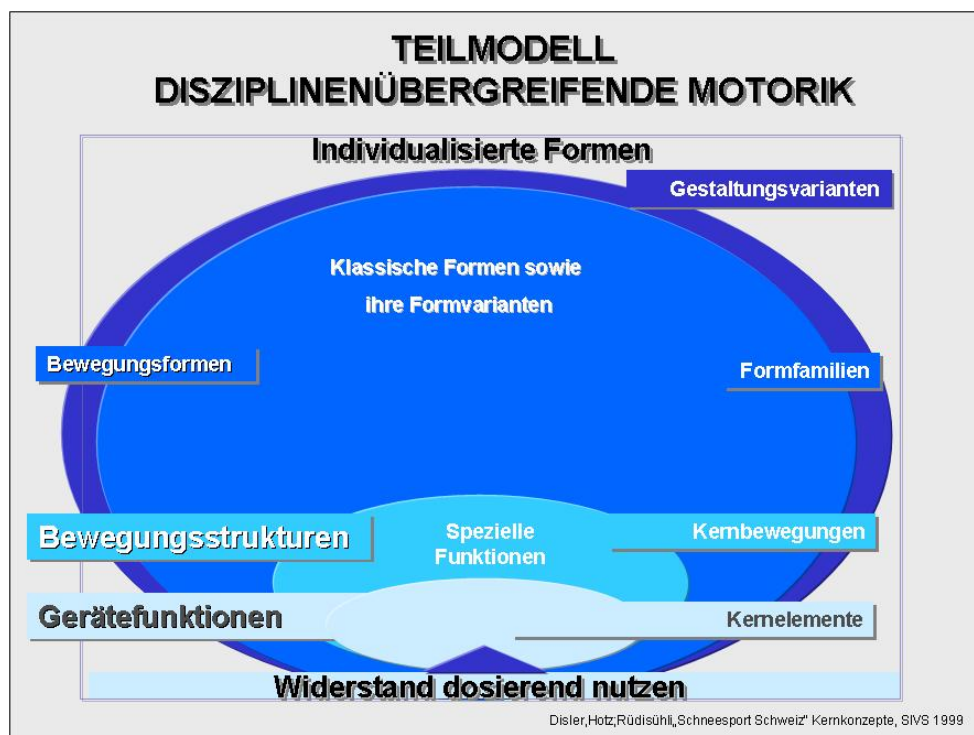 TEILMODELL
DISZIPLINENÜBERGREIFENDE MOTORIK
Individualisierte Formen
Gestaltungsvarianten
Klassische Formen sowie
ihre Formvarianten
Bewegungsformen
Formfamilien
Bewegungsstrukturen
Spezielle
Funktionen
Kernbewegungen
Gerätefunktionen
Kernelemente
Widerstand dosierend nutzen
Disler,Hotz;Rüdisühli„Schneesport Schweiz" Kernkonzepte, SIVS 1999